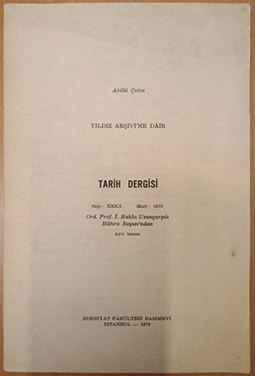 Atillâ Çetin
YILDIZ ARŞİVİ'NE DÂİR
TARİH DERGİSİ
Sayı : XXXII Mart : 1979
Ord. Prof. İ. Hakkı Uzunçarşılı
Hâtıra Sayısı'ndan
Ayrı basım
EDEBİYAT FAKÜLTESİ BASIMEVİ
İSTANBUL — 1979